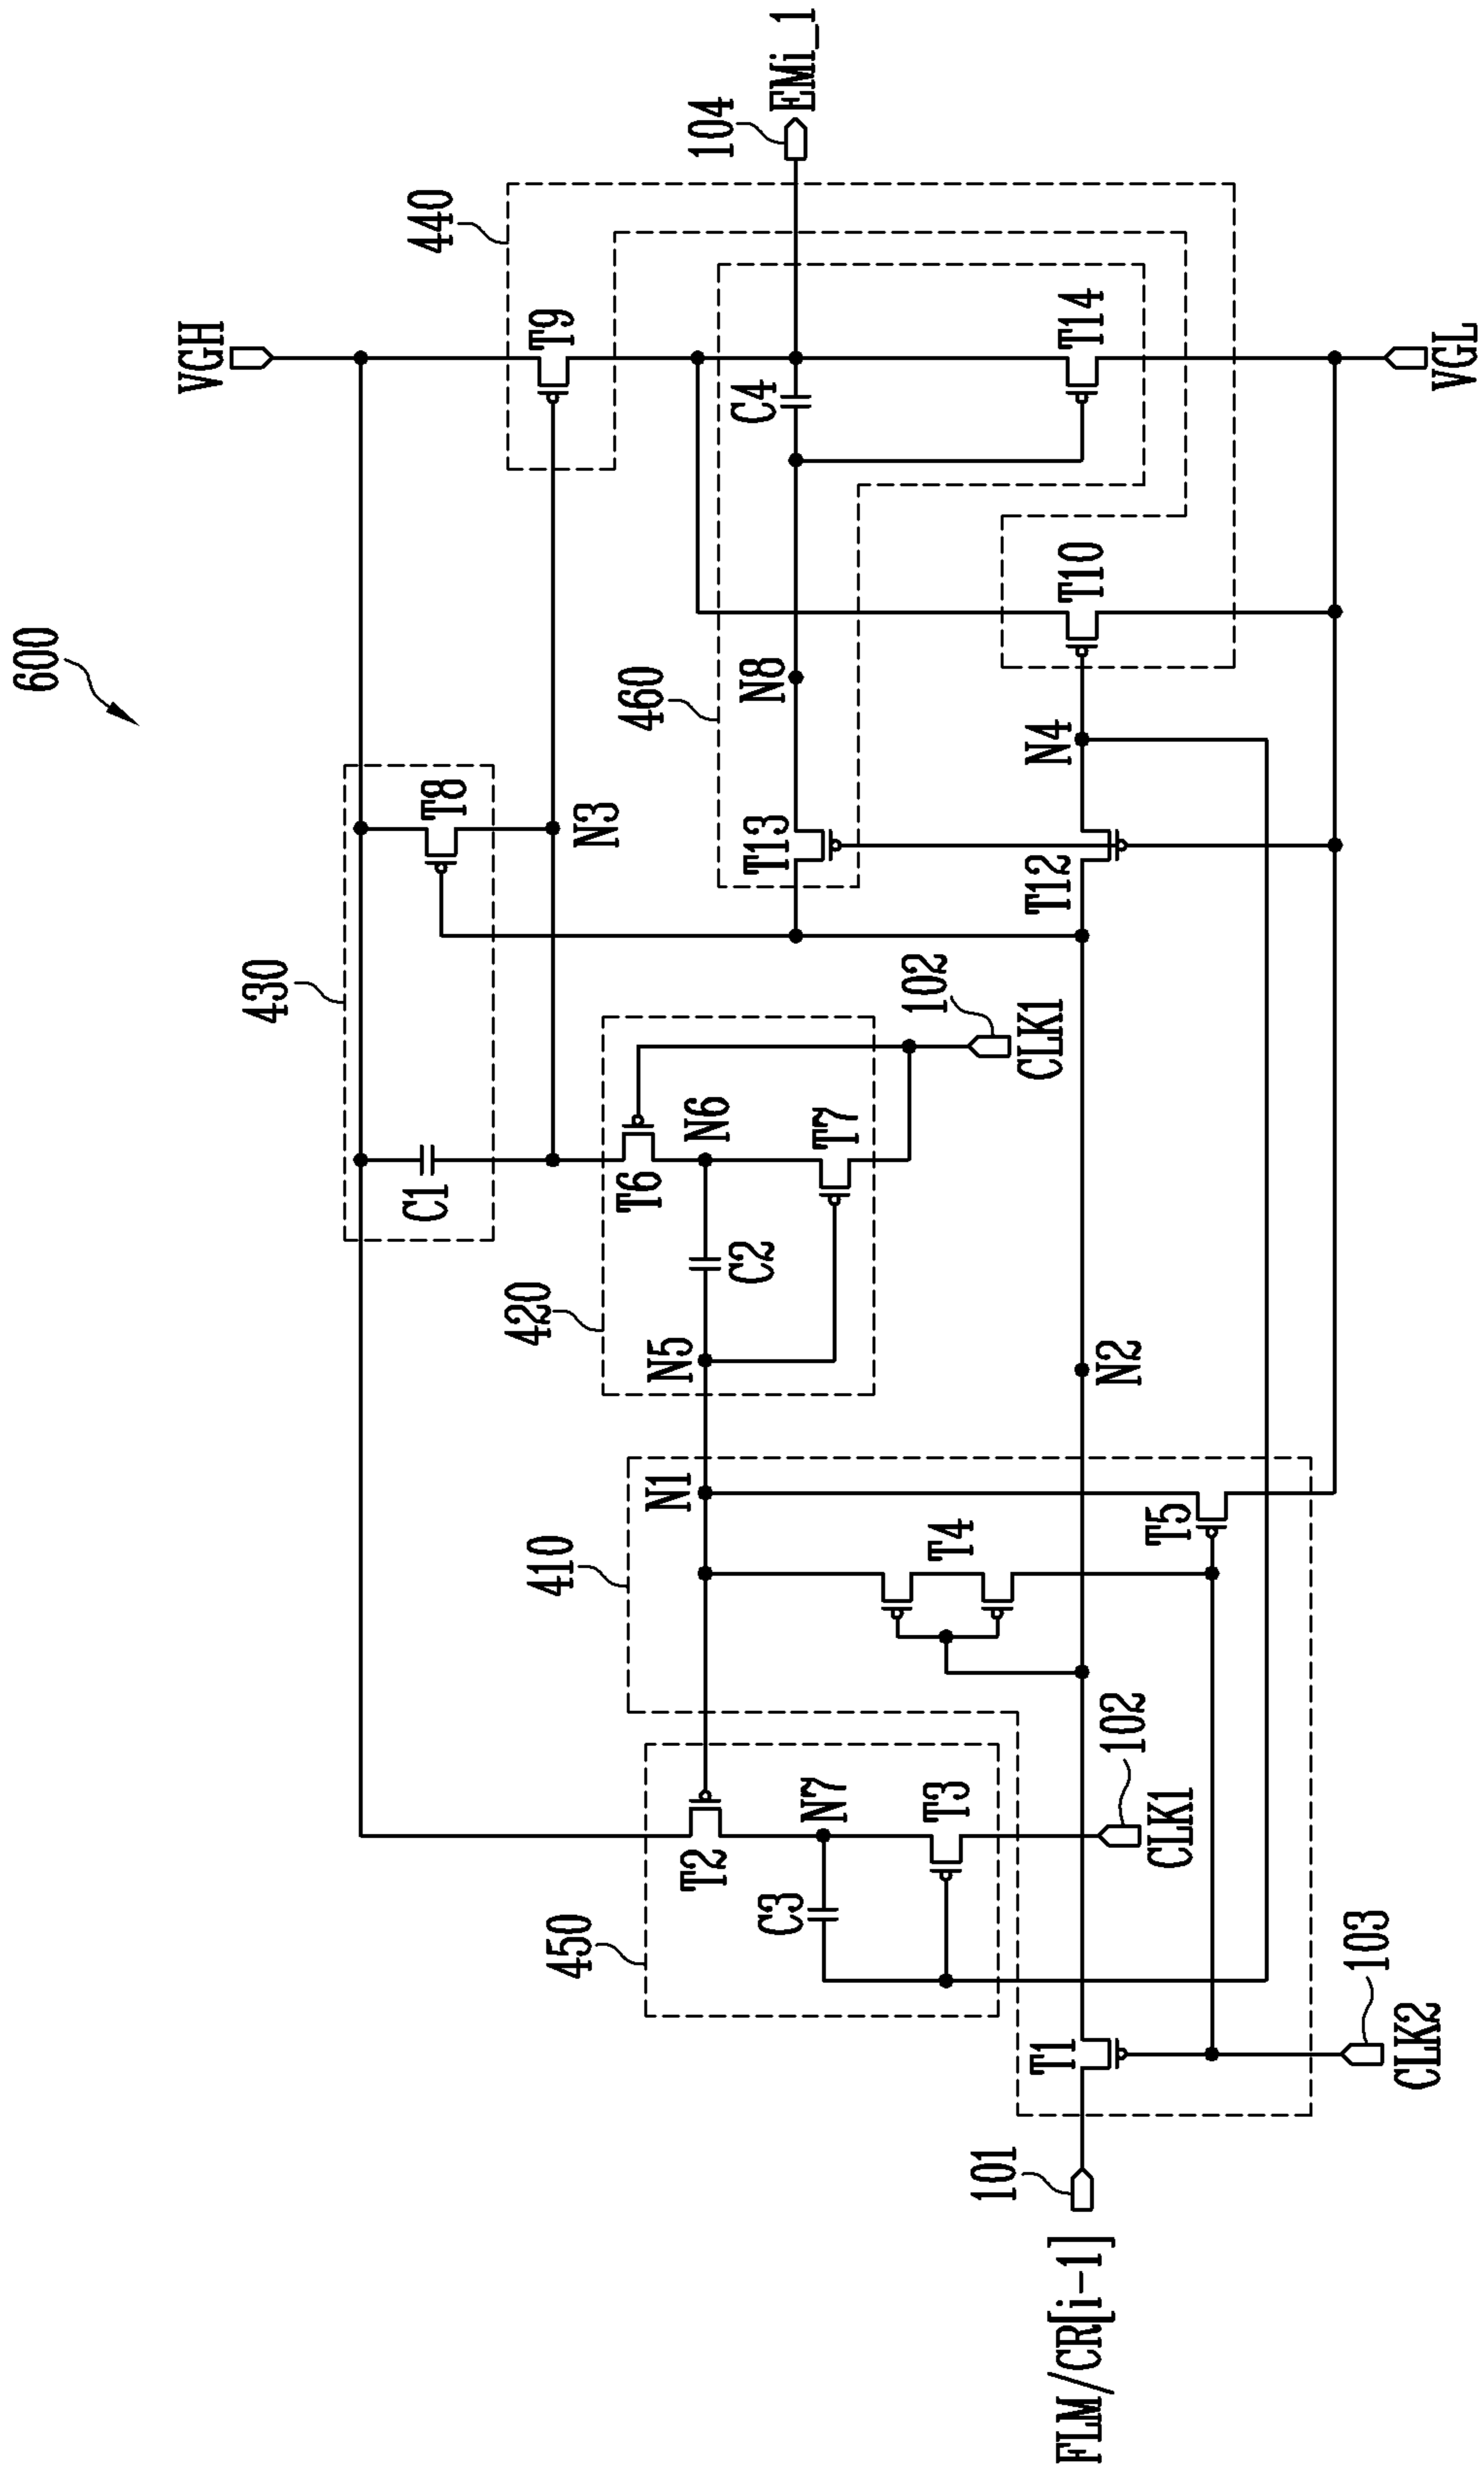 600
VGH
430
440
T8
T9
C1
N3
104
EMi_1
450
410
420
460
T2
N1
N5
C2
T6
N6
T7
T13
N8
C4
C3
N7
T3
T4
102
CLK1
T12
N4
T10
T14
FLM/CR[i-1]
101
T1
102
CLK1
N2
T5
103
CLK2
VGL